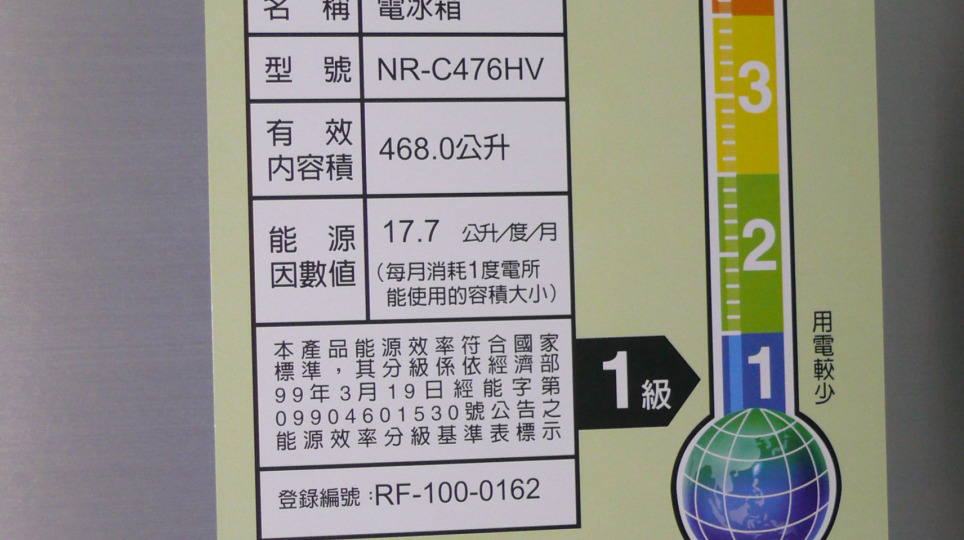 名 稱 電冰箱
型 號 NR-C476HV
有 效
內容積
468.0公升
能 源
因數值
17.7 公升/度/月
(每月消耗1度電所
能使用的容積大小)
本產品能源效率符合國家
標準，其分級係依經濟部
99年3月19日經能字第
09904601530號公告之
能源效率分級基準表標示
登錄編號:RF-100-0162
1級
3
2
1
用電較少